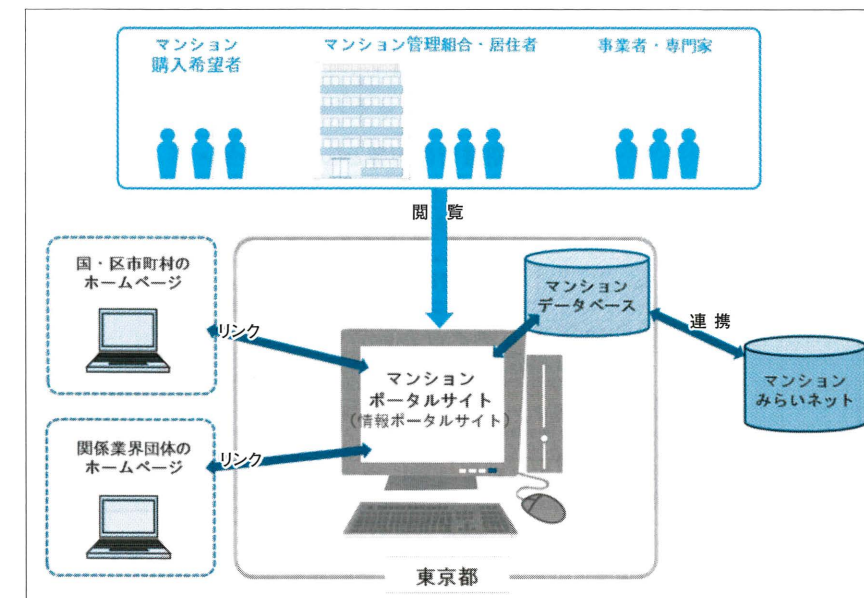 マンション
購入希望者
マンション管理組合・居住者
事業者・専門家
閲覧
国・区市町村の
ホームページ
リンク
マンション
データベース
連携
マンション
ポータルサイト
(情報ポータルサイト)
マンション
みらいネット
関係業界団体の
ホームページ
リンク
東京都